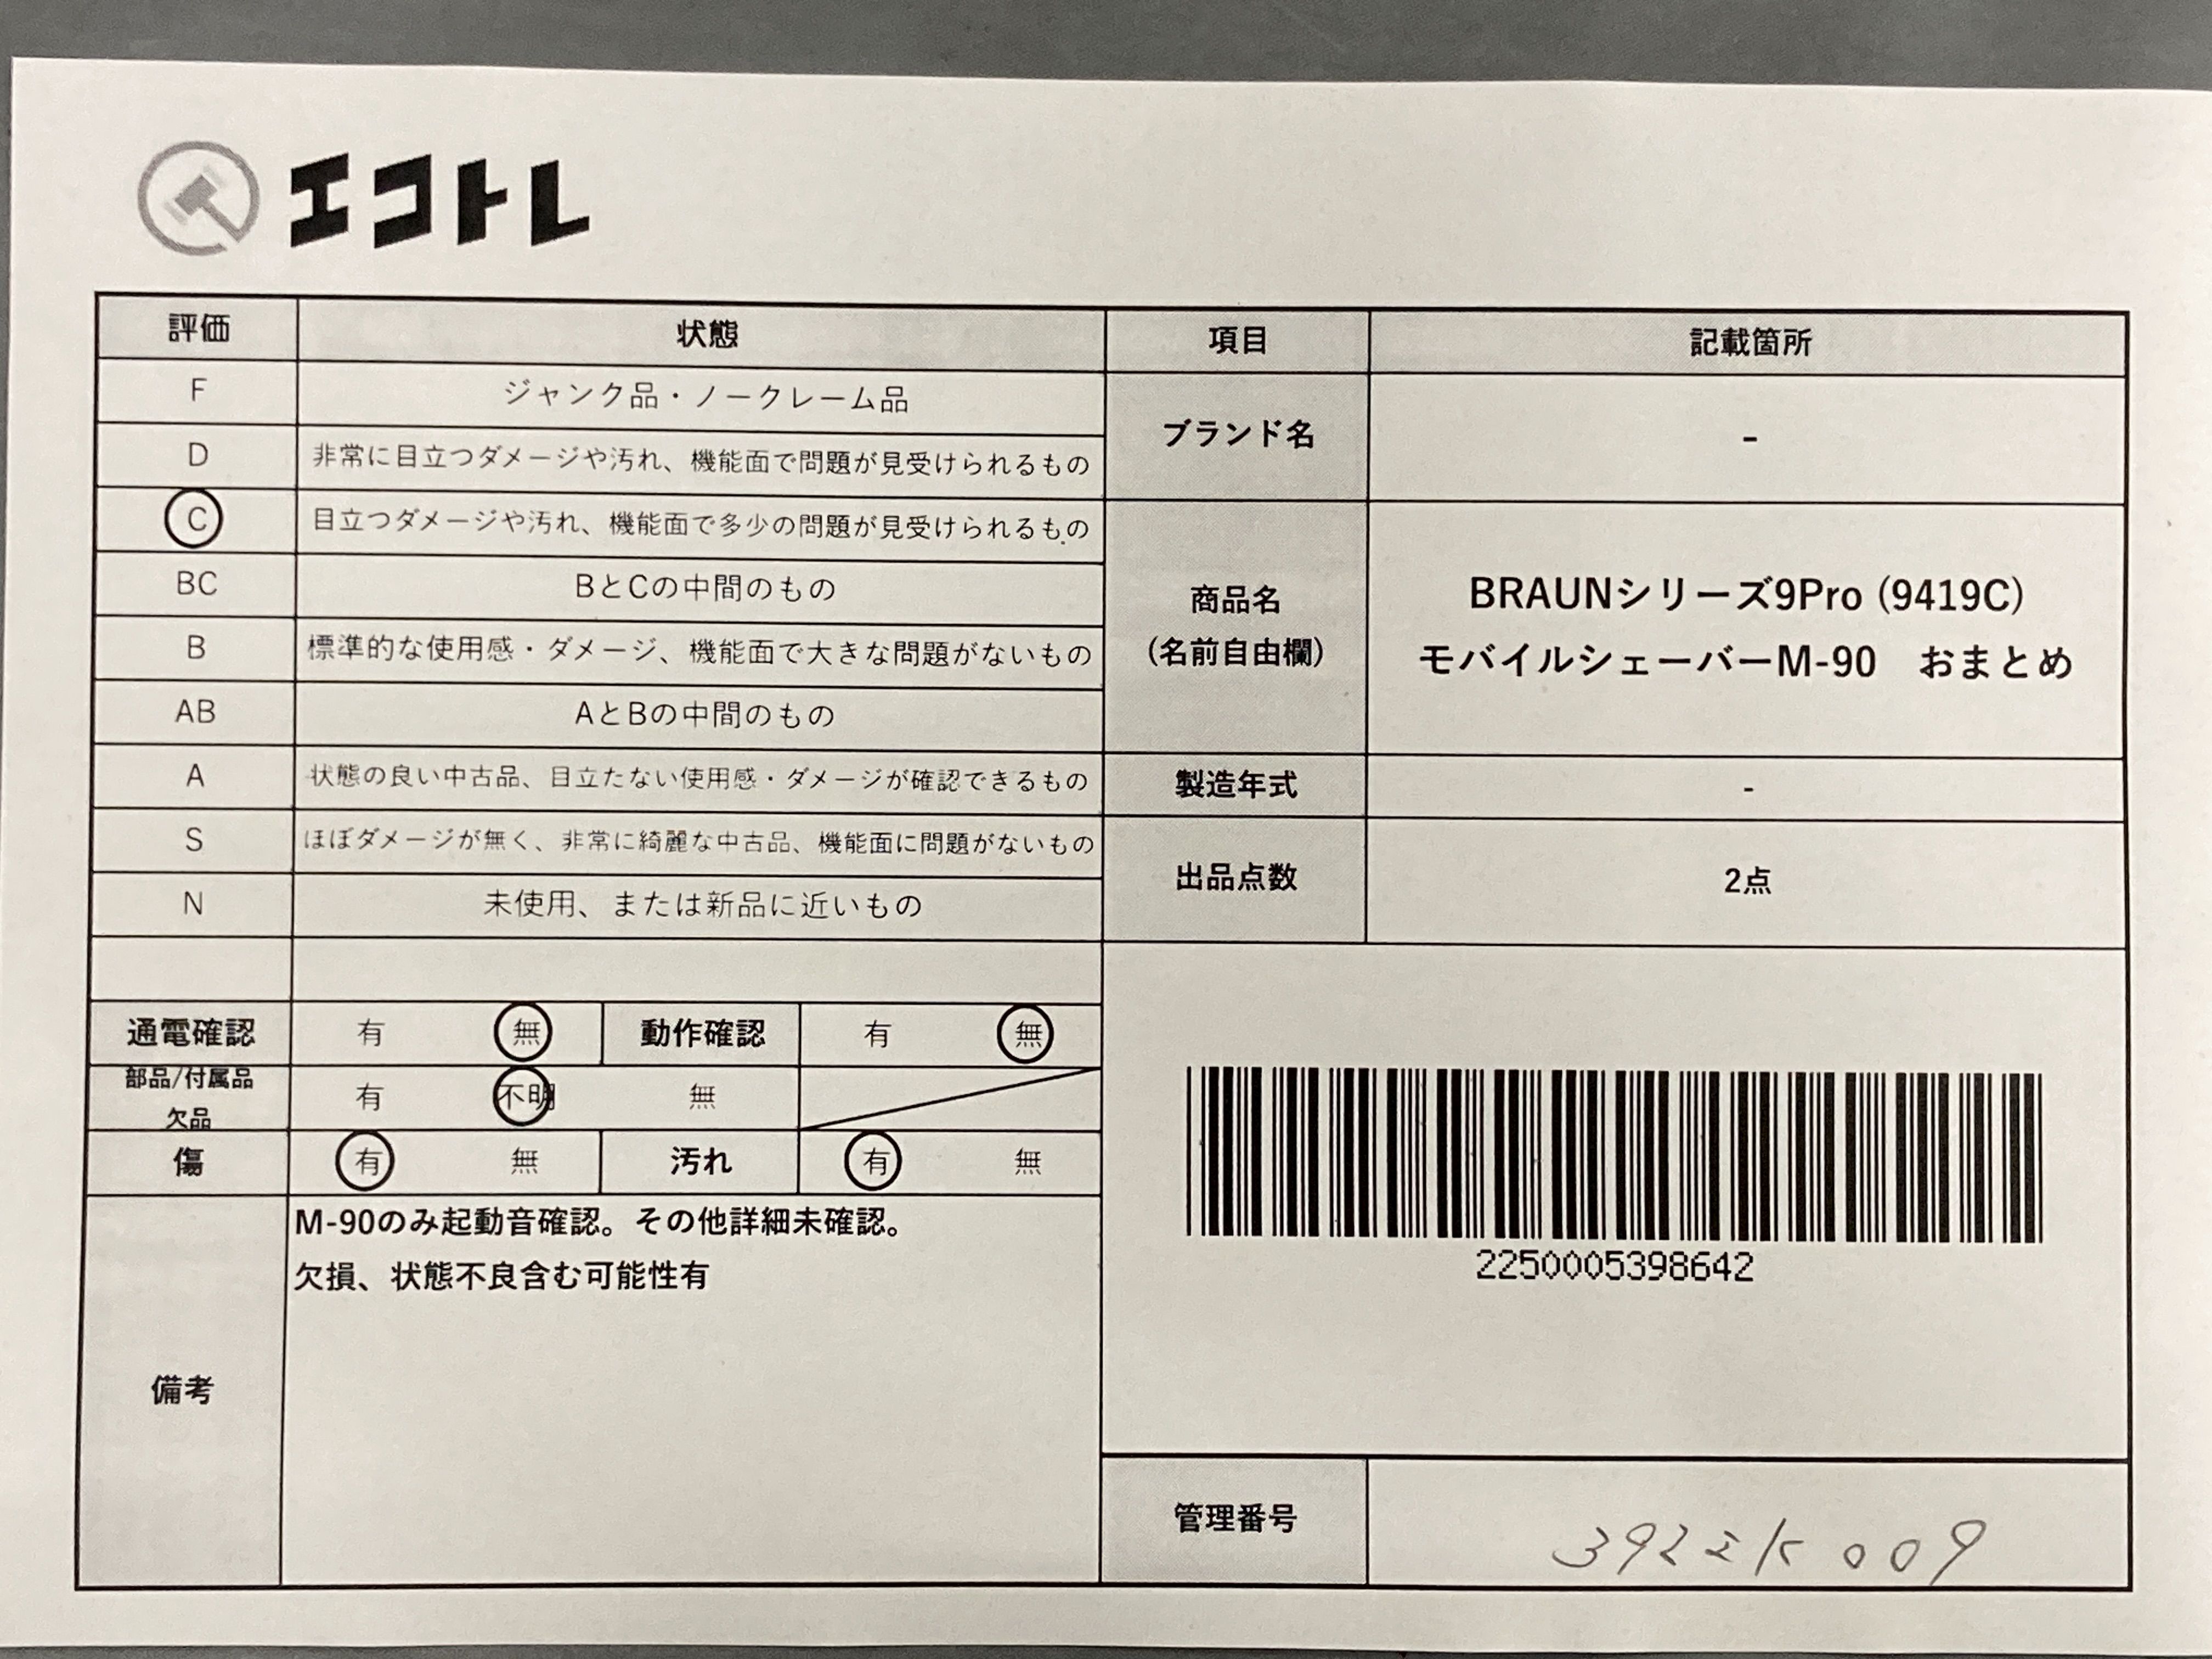 エコトレ
評価 状態 項目 記載箇所
F ジャンク品・ノークレーム品
ブランド名 -
D 非常に目立つダメージや汚れ、機能面で問題が見受けられるもの
C 目立つダメージや汚れ、機能面で多少の問題が見受けられるもの
BC BとCの中間のもの
商品名
(名前自由欄)
BRAUNシリーズ9Pro (9419C)
モバイルシェーバーM-90　おまとめ
B 標準的な使用感・ダメージ、機能面で大きな問題がないもの
AB AとBの中間のもの
A 状態の良い中古品、目立たない使用感・ダメージが確認できるもの
製造年式 -
S ほぼダメージが無く、非常に綺麗な中古品、機能面に問題がないもの
出品点数 2点
N 未使用、または新品に近いもの
通電確認 有 無 動作確認 有 無
部品/付属品
欠品
有 不明 無
傷 有 無 汚れ 有 無
備考
M-90のみ起動音確認。その他詳細未確認。
欠損、状態不良含む可能性有
2250005398642
管理番号